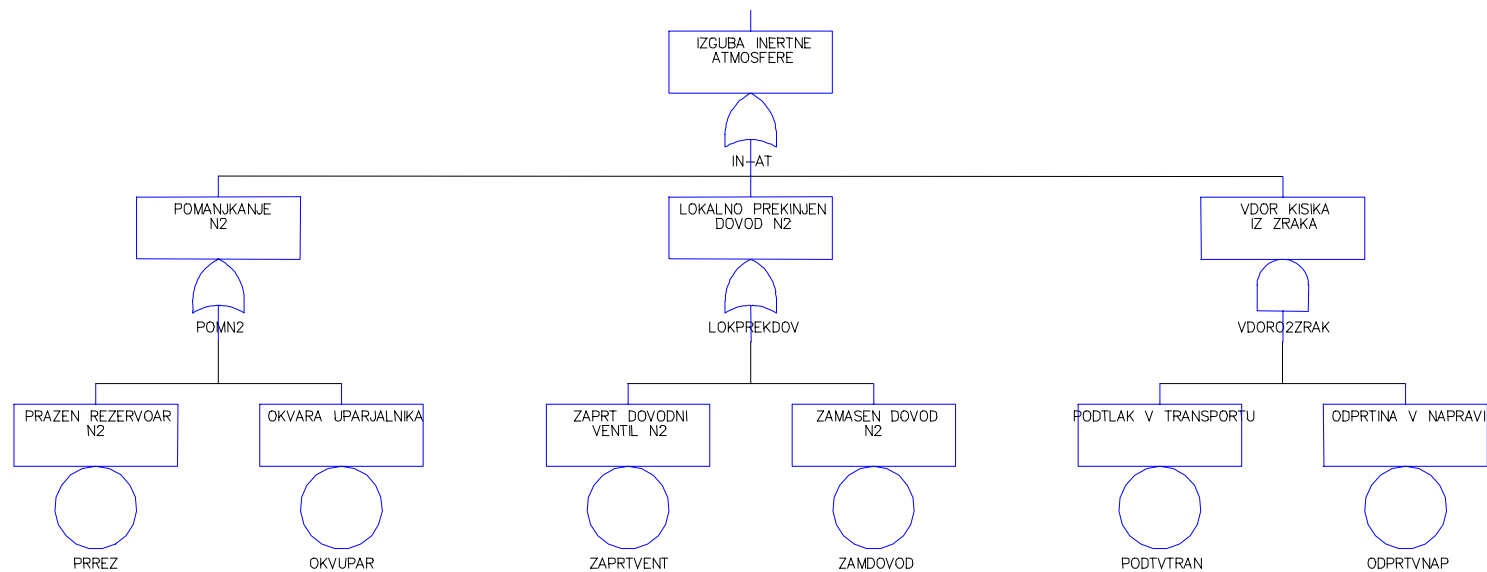 IZGUBA INERTNE
ATMOSFERE
IN-AT
POMANJKANJE
N2
LOKALNO PREKINJEN
DOVOD N2
VDOR KISIKA
IZ ZRAKA
POMN2
LOKPREKDOV
VDORO2ZRAK
PRAZEN REZERVOAR
N2
OKVARA UPARJALNIKA
ZAPRT DOVODNI
VENTIL N2
ZAMASEN DOVOD
N2
PODTLAK V TRANSPORTU
ODPRTINA V NAPRAVI
PRREZ
OKVUPAR
ZAPRTVENT
ZAMDOVOD
PODTVTRAN
ODPRTVNAP